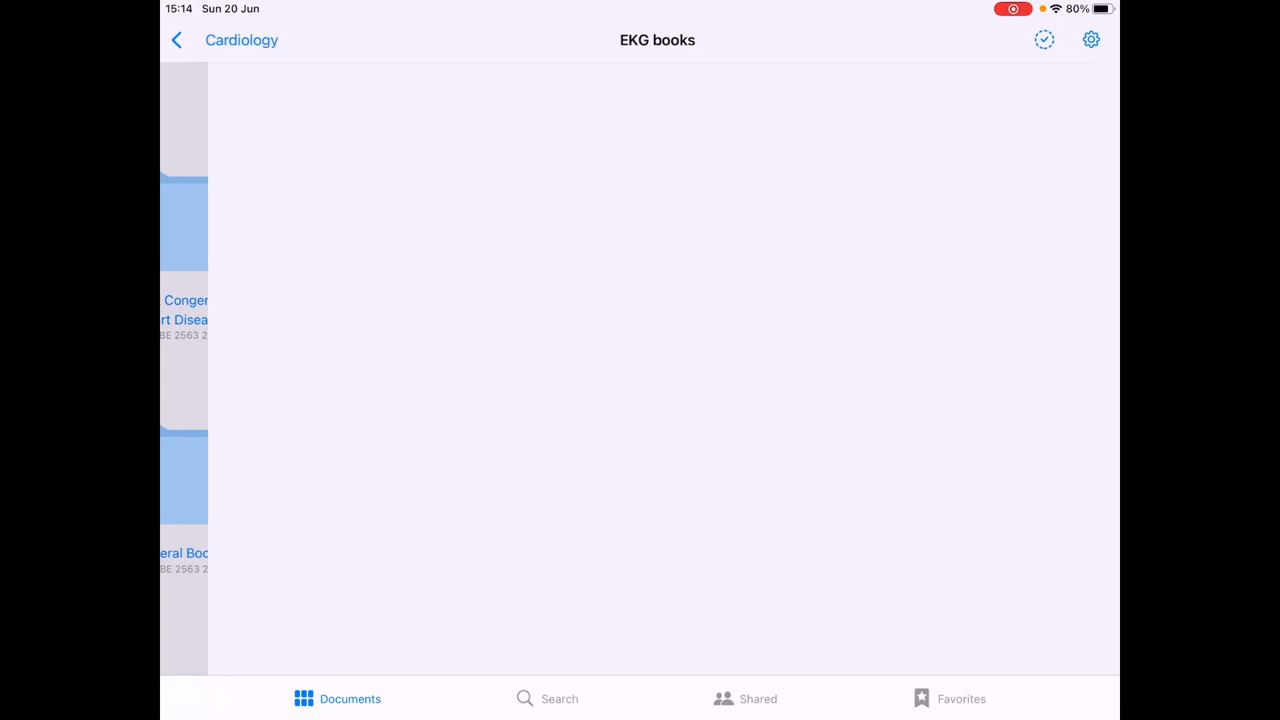 15:14 Sun 20 Jun 80%
Cardiology EKG books
Conger
rt Disea
BE 2563 2
eral Boo
BE 2563 2
Documents Search Shared Favorites